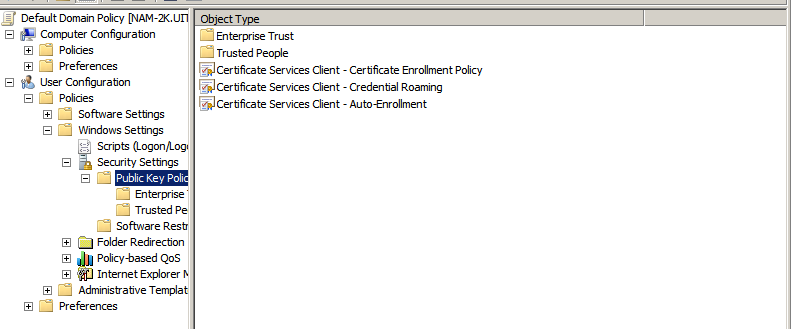 Default Domain Policy [NAM-2K.UIT
Computer Configuration
Policies
Preferences
User Configuration
Policies
Software Settings
Windows Settings
Scripts (Logon/Logo
Security Settings
Public Key Polic
Enterprise T
Trusted Pe
Software Restr
Folder Redirection
Policy-based QoS
Internet Explorer M
Administrative Templat
Preferences
Object Type
Enterprise Trust
Trusted People
Certificate Services Client - Certificate Enrollment Policy
Certificate Services Client - Credential Roaming
Certificate Services Client - Auto-Enrollment